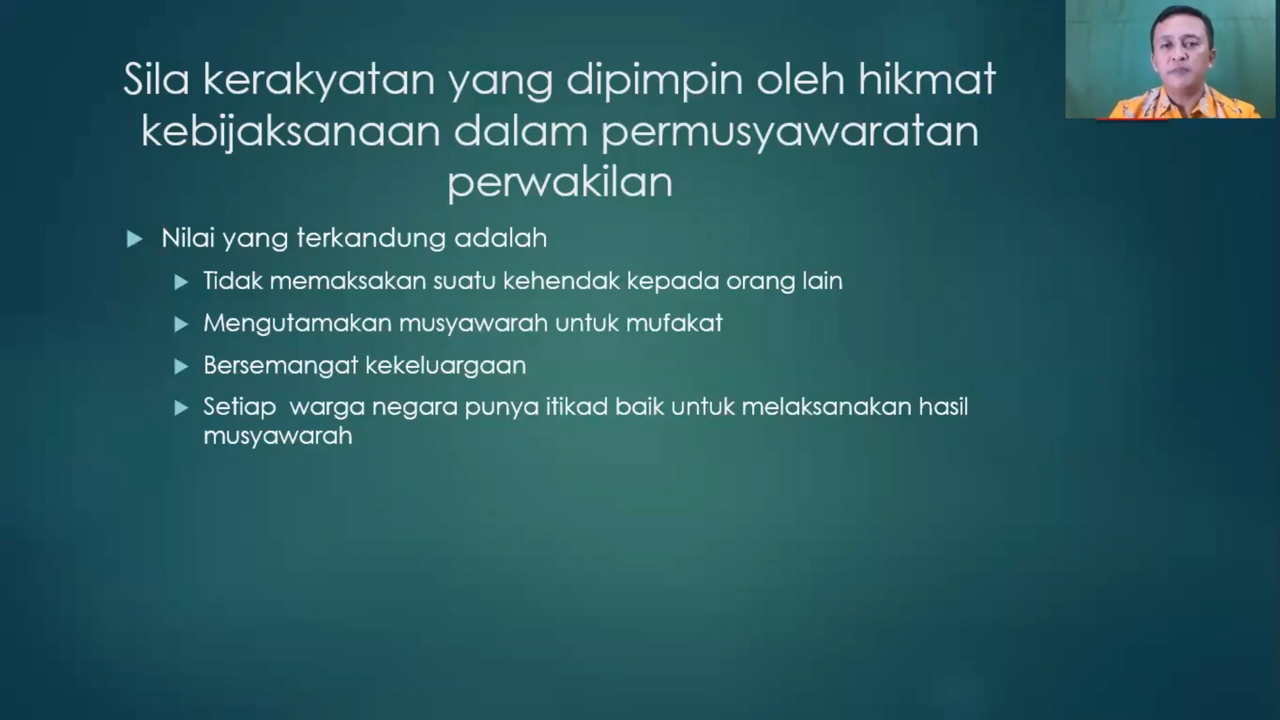 Sila kerakyatan yang dipimpin oleh hikmat
kebijaksanaan dalam permusyawaratan
perwakilan
Nilai yang terkandung adalah
Tidak memaksakan suatu kehendak kepada orang lain
Mengutamakan musyawarah untuk mufakat
Bersemangat kekeluargaan
Setiap warga negara punya itikad baik untuk melaksanakan hasil
musyawarah